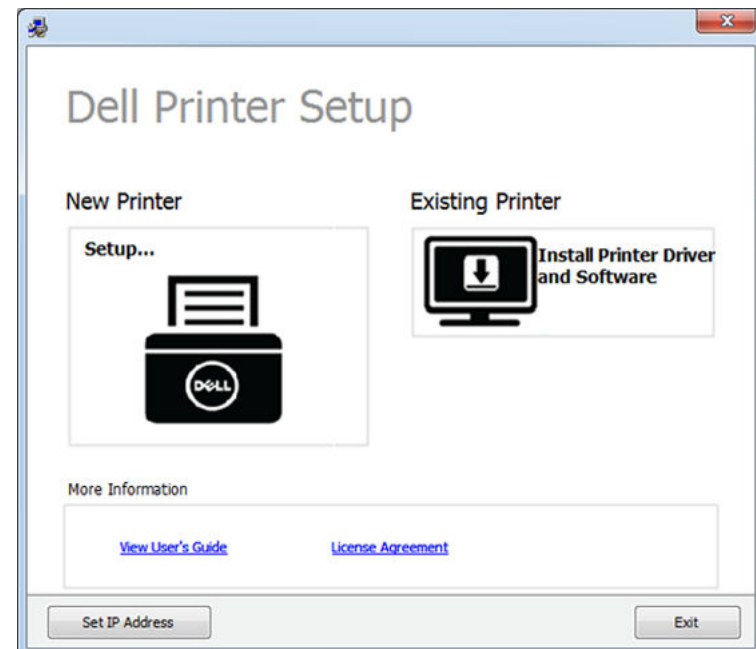 Dell Printer Setup
New Printer
Existing Printer
Setup...
Install Printer Driver
and Software
DELL
More Information
View User's Guide
License Agreement
Set IP Address
Exit